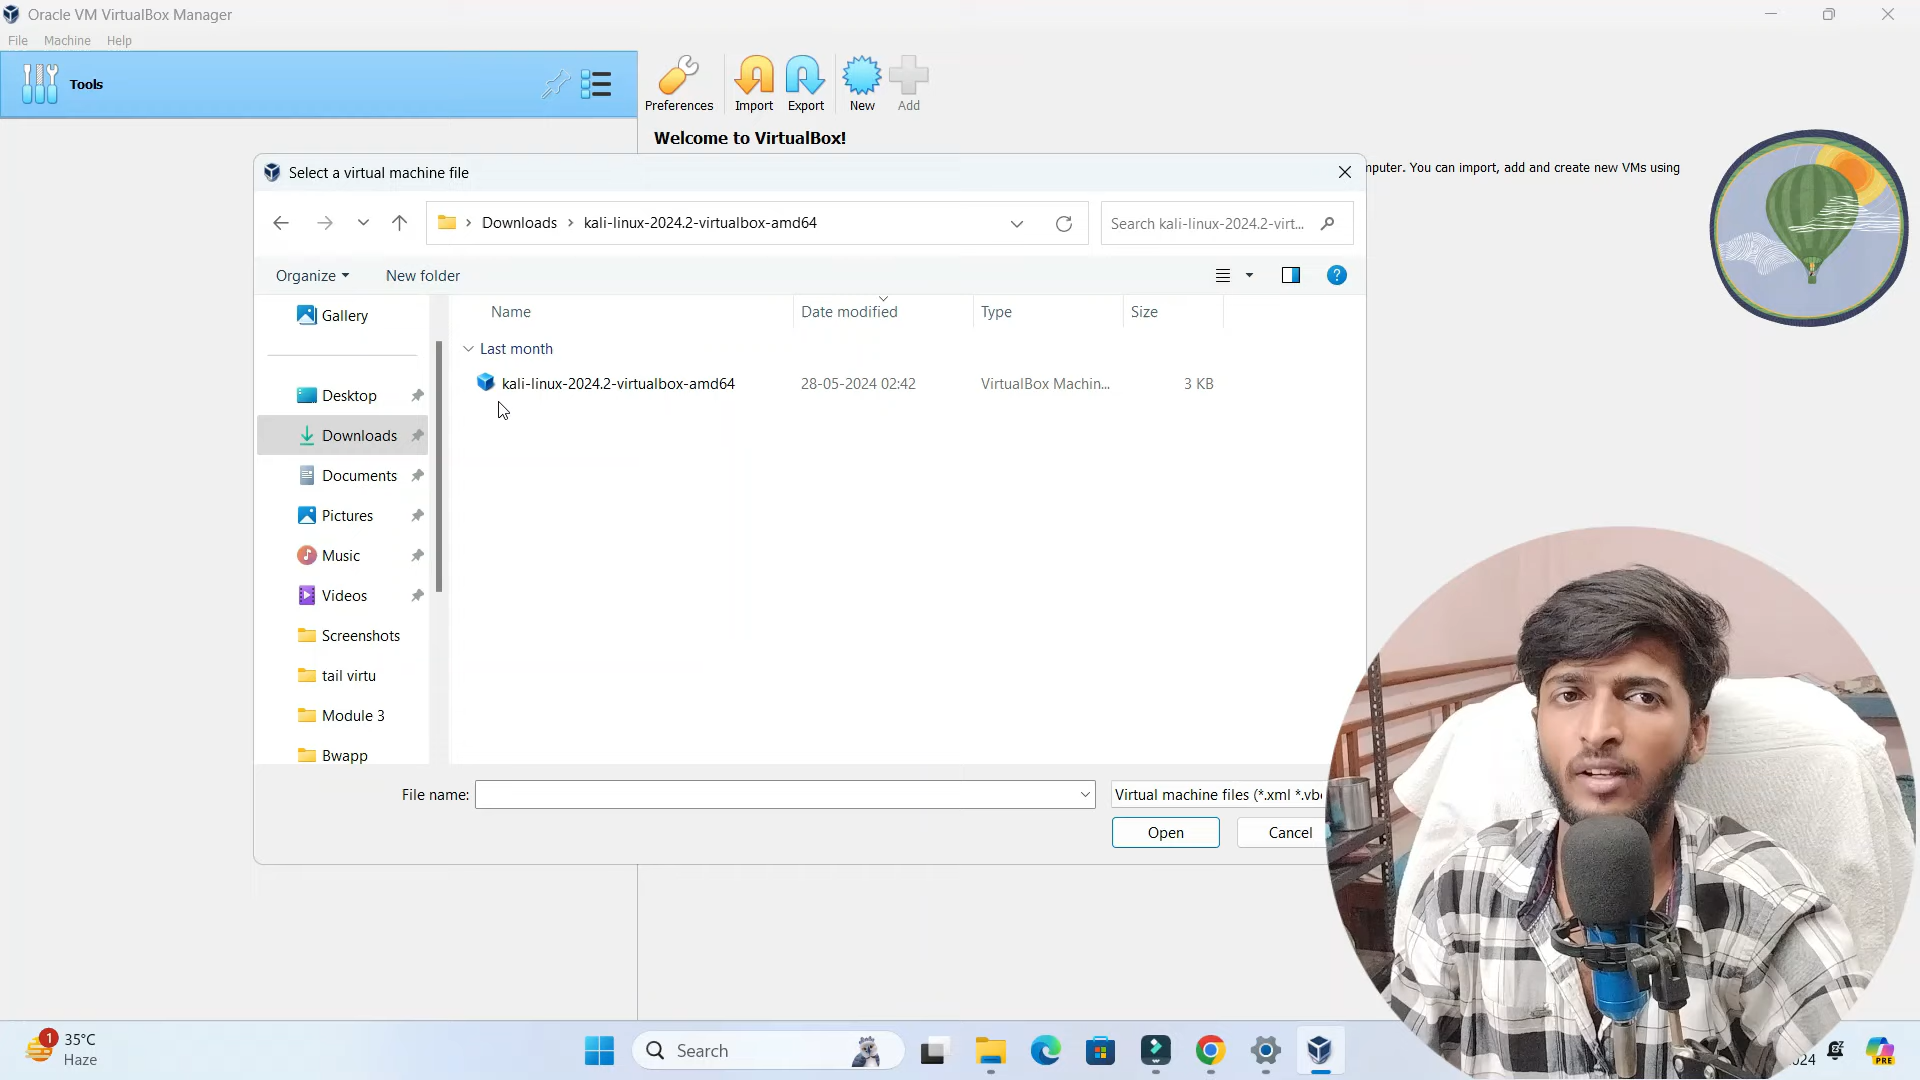 Oracle VM VirtualBox Manager
File Machine Help
Tools
Preferences Import Export New Add
Welcome to VirtualBox!
mputer. You can import, add and create new VMs using
Select a virtual machine file
Downloads > kali-linux-2024.2-virtualbox-amd64
Search kali-linux-2024.2-virt...
Organize New folder
Name Date modified Type Size
Gallery
Last month
kali-linux-2024.2-virtualbox-amd64 28-05-2024 02:42 VirtualBox Machin... 3 KB
Desktop
Downloads
Documents
Pictures
Music
Videos
Screenshots
tail virtu
Module 3
Bwapp
File name: Virtual machine files (*.xml *.vb
Open Cancel
1 35°C
Haze
Search
024
PRE